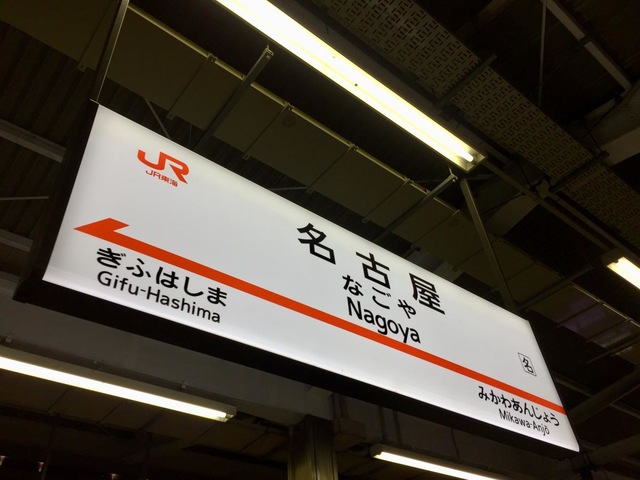 JR
JR東海
名古屋
なごや
Nagoya
ぎふはしま
Gifu-Hashima
名
みかわあんじょう
Mikawa-Anjō